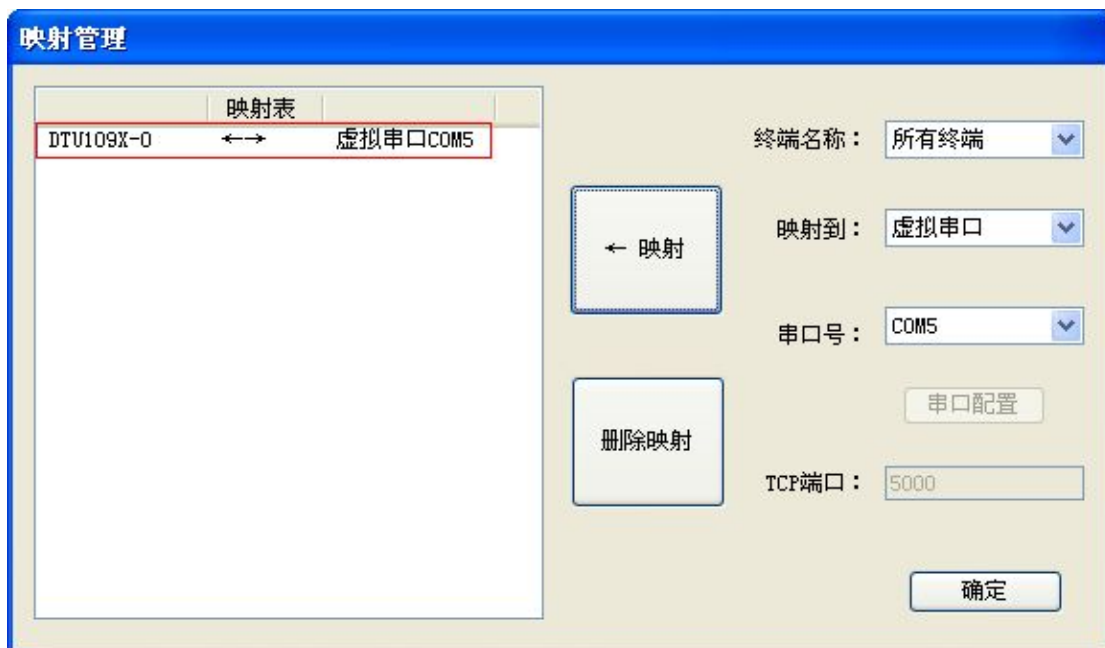 映射管理
映射表
DTU109X-0 ←→ 虚拟串口COM5
终端名称： 所有终端
← 映射
映射到： 虚拟串口
串口号： COM5
串口配置
删除映射
TCP端口： 5000
确定